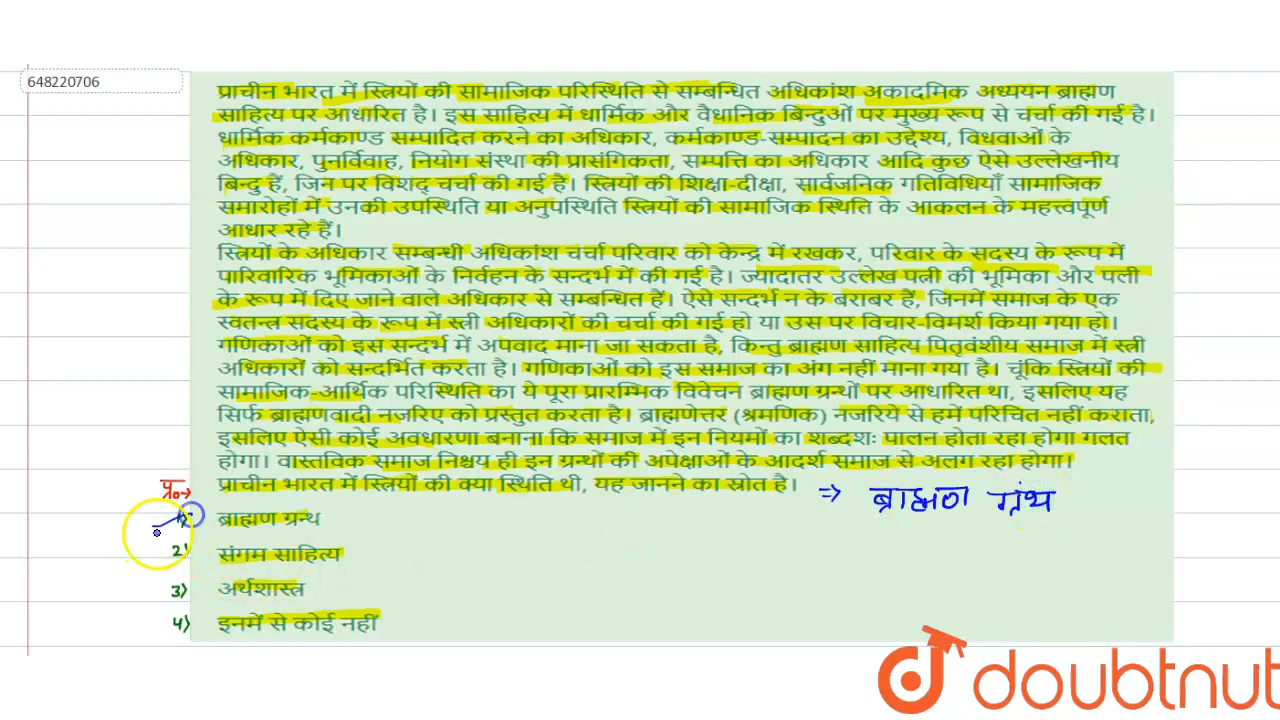 648220706
प्राचीन भारत में स्त्रियों की सामाजिक परिस्थिति से सम्बन्धित अधिकांश अकादमिक अध्ययन ब्राह्मण
साहित्य पर आधारित है। इस साहित्य में धार्मिक और वैधानिक बिन्दुओं पर मुख्य रूप से चर्चा की गई है।
धार्मिक कर्मकाण्ड सम्पादित करने का अधिकार, कर्मकाण्ड-सम्पादन का उद्देश्य, विधवाओं के
अधिकार, पुनर्विवाह, नियोग संस्था की प्रासंगिकता, सम्पत्ति का अधिकार आदि कुछ ऐसे उल्लेखनीय
बिन्दु हैं, जिन पर विशद् चर्चा की गई है। स्त्रियों की शिक्षा-दीक्षा, सार्वजनिक गतिविधियाँ सामाजिक
समारोहों में उनकी उपस्थिति या अनुपस्थिति स्त्रियों की सामाजिक स्थिति के आकलन के महत्त्वपूर्ण
आधार रहे हैं।
स्त्रियों के अधिकार सम्बन्धी अधिकांश चर्चा परिवार को केन्द्र में रखकर, परिवार के सदस्य के रूप में
पारिवारिक भूमिकाओं के निर्वहन के सन्दर्भ में की गई है। ज्यादातर उल्लेख पत्नी की भूमिका और पली
के रूप में दिए जाने वाले अधिकार से सम्बन्धित हैं। ऐसे सन्दर्भ न के बराबर हैं, जिनमें समाज के एक
स्वतन्त्र सदस्य के रूप में स्त्री अधिकारों की चर्चा की गई हो या उस पर विचार-विमर्श किया गया हो।
गणिकाओं को इस सन्दर्भ में अपवाद माना जा सकता है, किन्तु ब्राह्मण साहित्य पितृवंशीय समाज में स्त्री
अधिकारों को सन्दर्भित करता है। गणिकाओं को इस समाज का अंग नहीं माना गया है। चूंकि स्त्रियों की
सामाजिक-आर्थिक परिस्थिति का ये पूरा प्रारम्भिक विवेचन ब्राह्मण ग्रन्थों पर आधारित था, इसलिए यह
सिर्फ ब्राह्मणवादी नजरिए को प्रस्तुत करता है। ब्राह्मणेत्तर (श्रमणिक) नजरिये से हमें परिचित नहीं कराता,
इसलिए ऐसी कोई अवधारणा बनाना कि समाज में इन नियमों का शब्दशः पालन होता रहा होगा गलत
होगा। वास्तविक समाज निश्चय ही इन ग्रन्थों की अपेक्षाओं के आदर्श समाज से अलग रहा होगा।
प्र० → प्राचीन भारत में स्त्रियों की क्या स्थिति थी, यह जानने का स्रोत है। ⇒ ब्राह्मण ग्रंथ
1) ब्राह्मण ग्रन्थ
2) संगम साहित्य
3) अर्थशास्त्र
4) इनमें से कोई नहीं
doubtnut